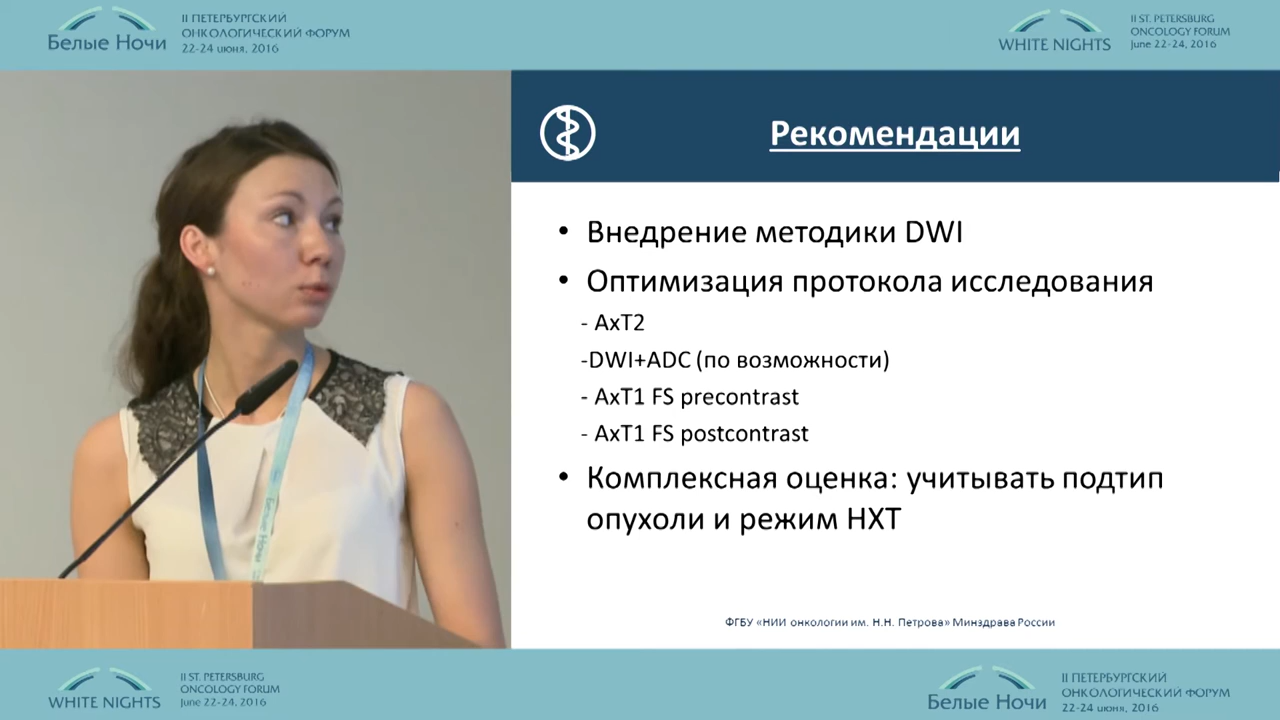 Белые Ночи
II ПЕТЕРБУРГСКИЙ
ОНКОЛОГИЧЕСКИЙ ФОРУМ
22-24 июня, 2016
WHITE NIGHTS
II ST. PETERSBURG
ONCOLOGY FORUM
June 22-24, 2016
Рекомендации
• Внедрение методики DWI
• Оптимизация протокола исследования
- AxT2
-DWI+ADC (по возможности)
- AxT1 FS precontrast
- AxT1 FS postcontrast
• Комплексная оценка: учитывать подтип
опухоли и режим НХТ
ФГБУ «НИИ онкологии им. Н.Н. Петрова» Минздрава России
Белые Ночи
WHITE NIGHTS
II ST. PETERSBURG
ONCOLOGY FORUM
June 22-24, 2016
Белые Ночи
II ПЕТЕРБУРГСКИЙ
ОНКОЛОГИЧЕСКИЙ ФОРУМ
22-24 июня, 2016